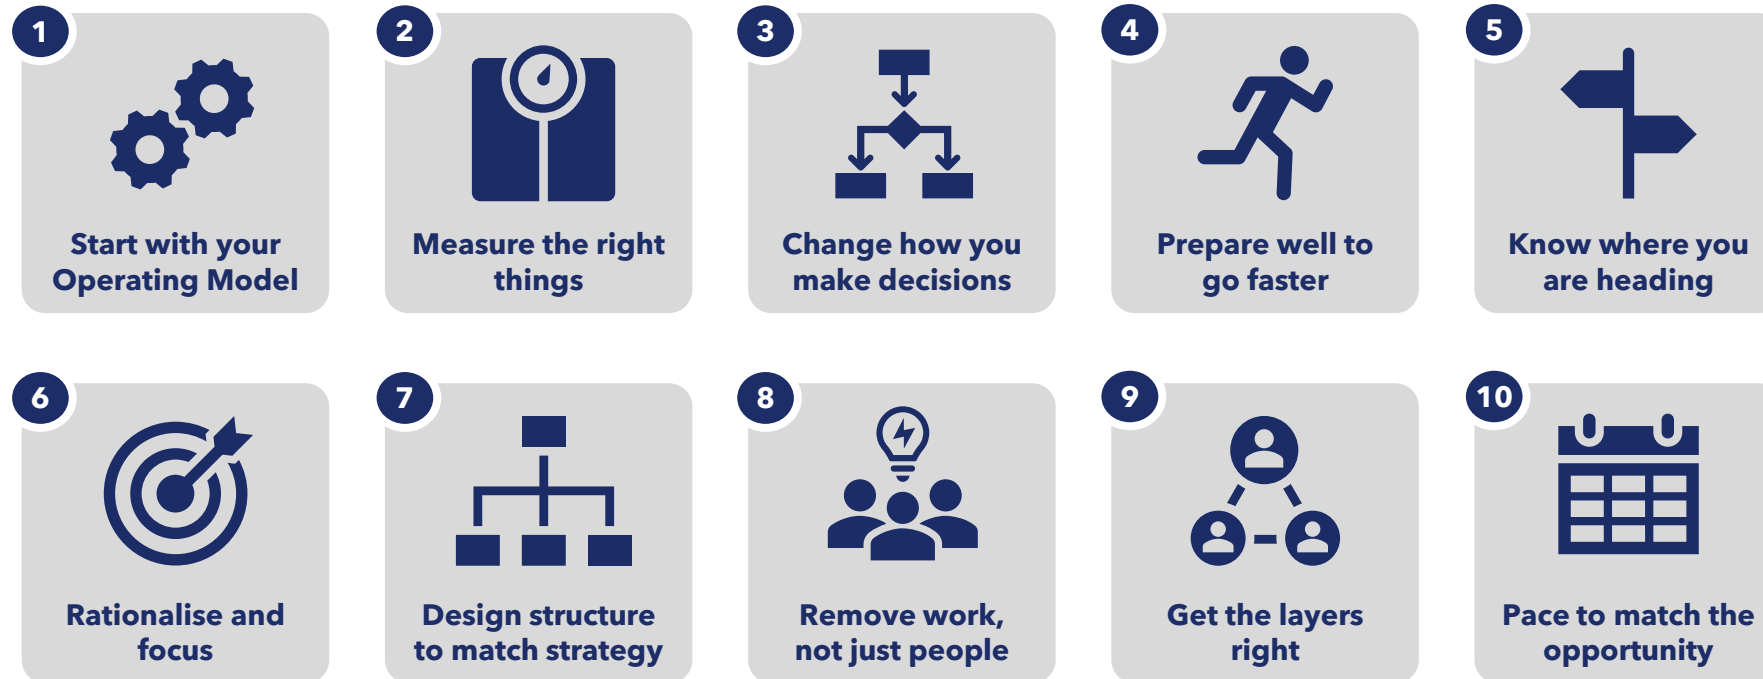 1
Start with your
Operating Model
2
Measure the right
things
3
Change how you
make decisions
4
Prepare well to
go faster
5
Know where you
are heading
6
Rationalise and
focus
7
Design structure
to match strategy
8
Remove work,
not just people
9
Get the layers
right
10
Pace to match the
opportunity